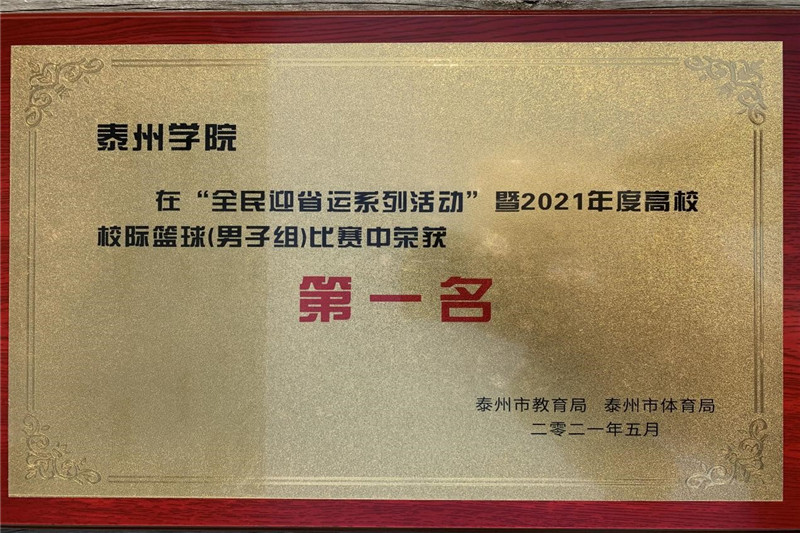 泰州学院
在“全民迎省运系列活动”暨2021年度高校
校际篮球(男子组)比赛中荣获
第一名
泰州市教育局 泰州市体育局
二零二一年五月